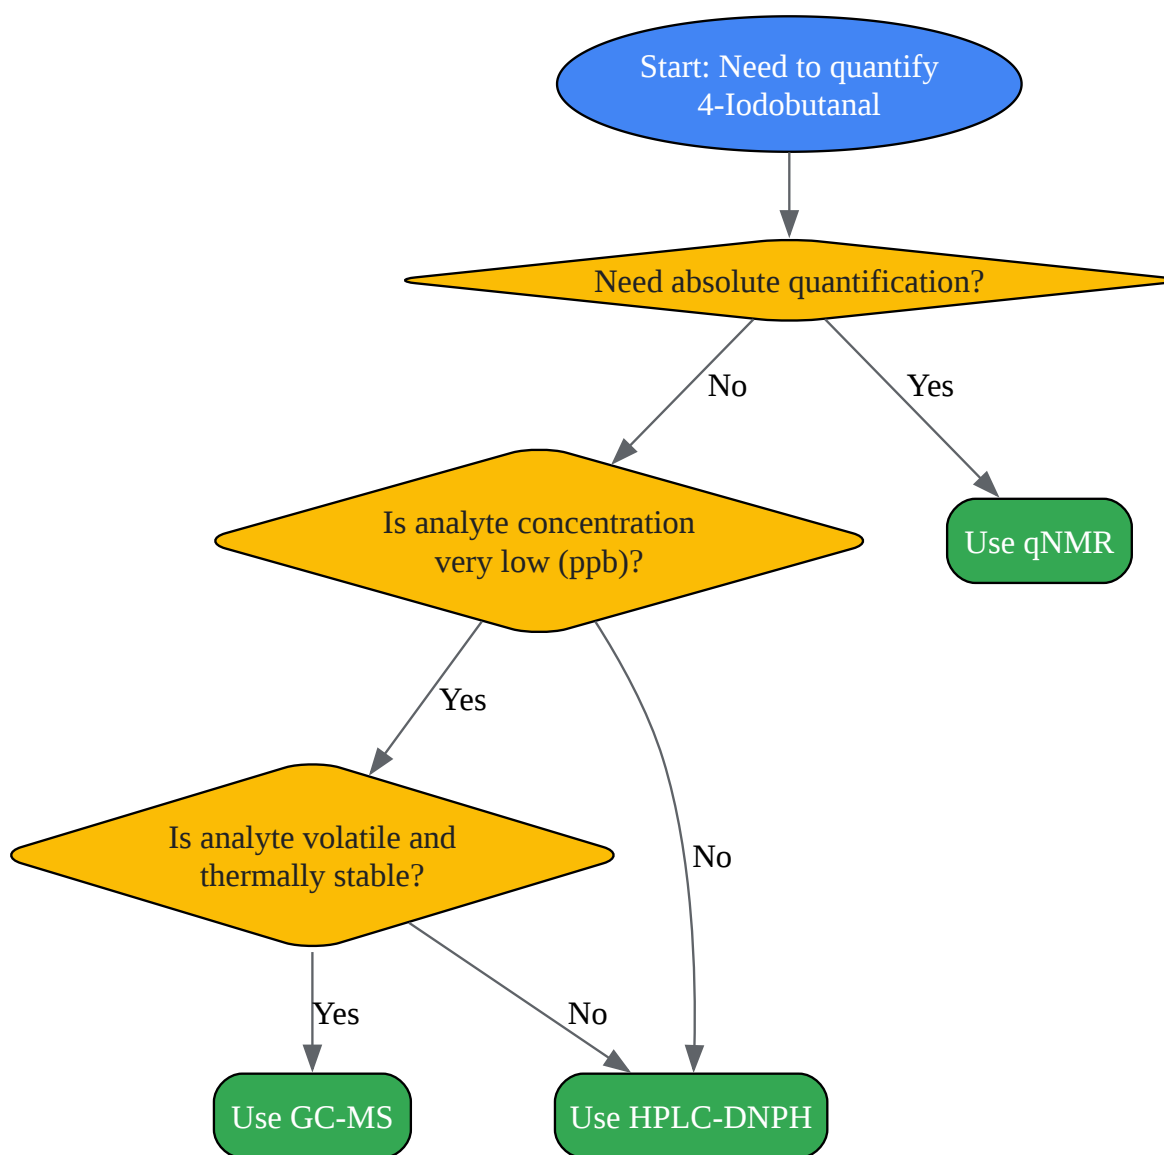 Start: Need to quantify
4-Iodobutanal
Need absolute quantification?
No
Yes
Is analyte concentration
very low (ppb)?
Use qNMR
Yes
Is analyte volatile and
thermally stable?
No
Yes
No
Use GC-MS
Use HPLC-DNPH